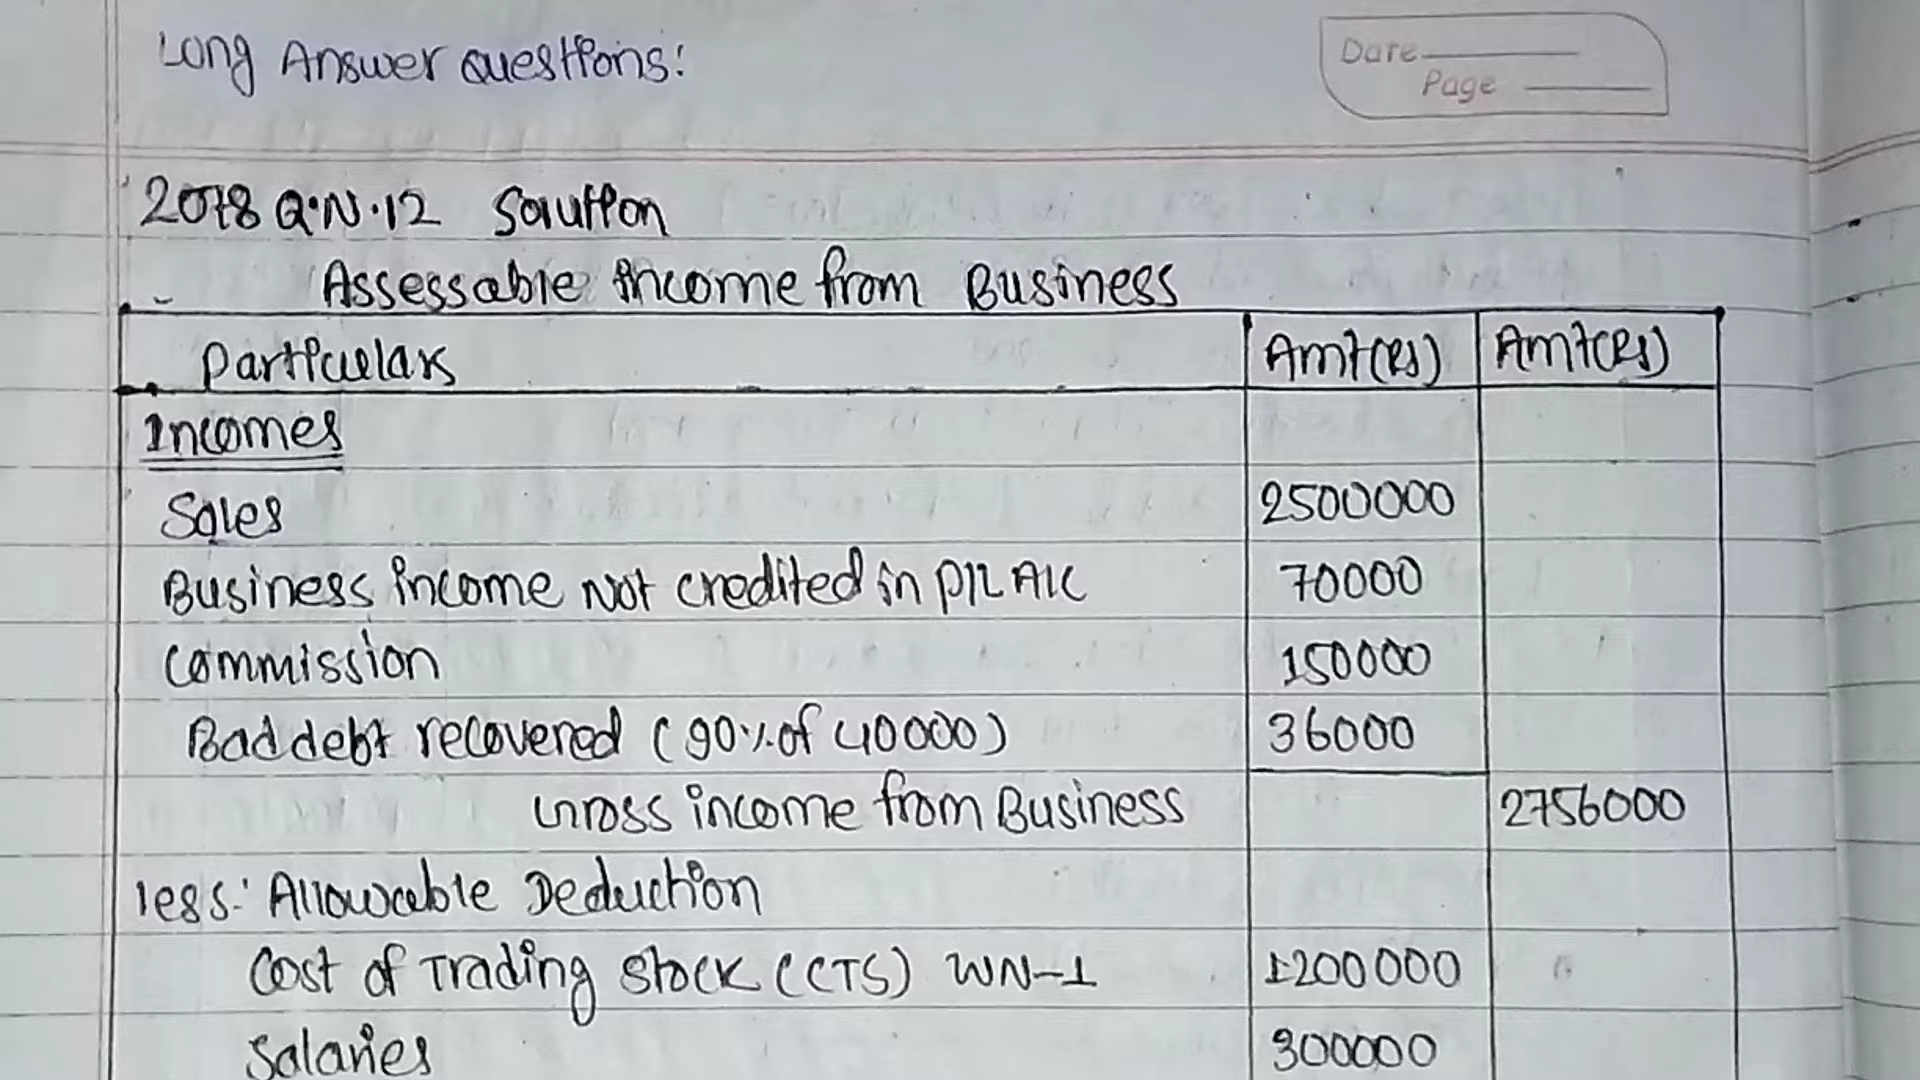 Long Answer questions:
Date
Page
2078 Q.N.12 Solution
Assessable income from Business
Particulars Amt(Rs) Amt(Rs)
Incomes
Sales 2500000
Business income Not credited in P/L A/C 70000
Commission 150000
Bad debt recovered (90% of 40000) 36000
Gross income from Business 2756000
less: Allowable Deduction
Cost of Trading Stock (CTS) WN-1 1200000
Salaries 300000